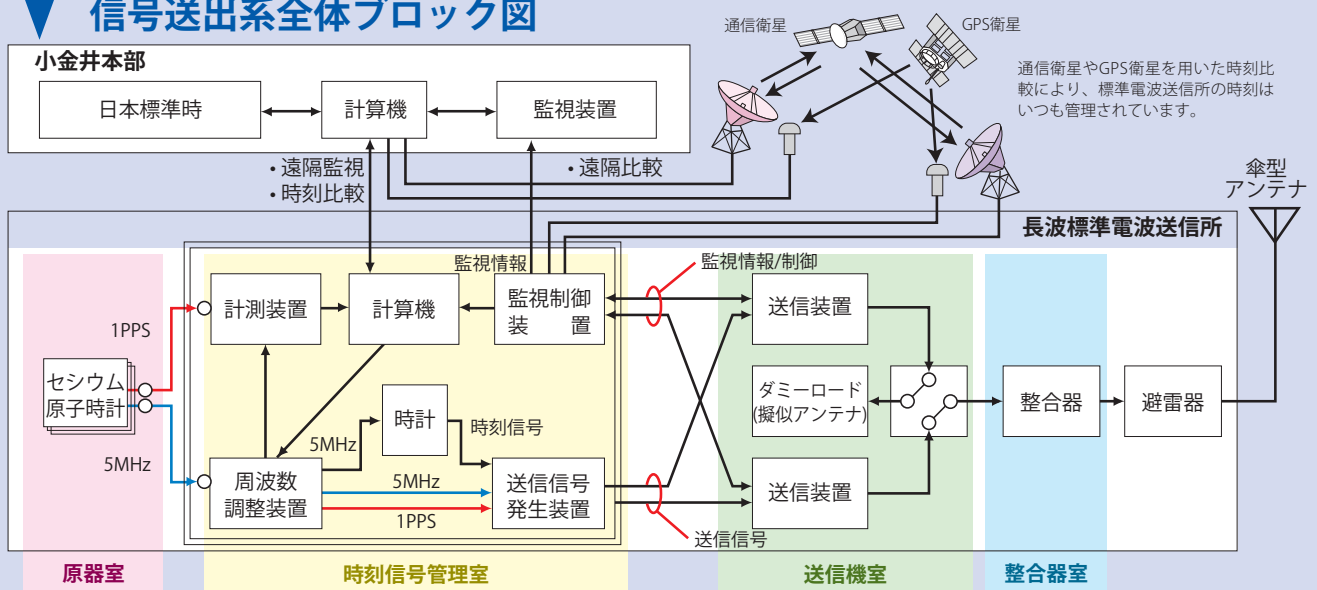 信号送出系全体ブロック図
通信衛星
GPS衛星
通信衛星やGPS衛星を用いた時刻比
較により、標準電波送信所の時刻は
いつも管理されています。
小金井本部
日本標準時
計算機
監視装置
・遠隔監視
・時刻比較
・遠隔比較
傘型
アンテナ
長波標準電波送信所
監視情報
監視情報/制御
計測装置
計算機
監視制御
装 置
送信装置
1PPS
セシウム
原子時計
5MHz
時計
時刻信号
5MHz
周波数
調整装置
5MHz
1PPS
送信信号
発生装置
ダミーロード
(擬似アンテナ)
送信装置
整合器
避雷器
送信信号
原器室
時刻信号管理室
送信機室
整合器室